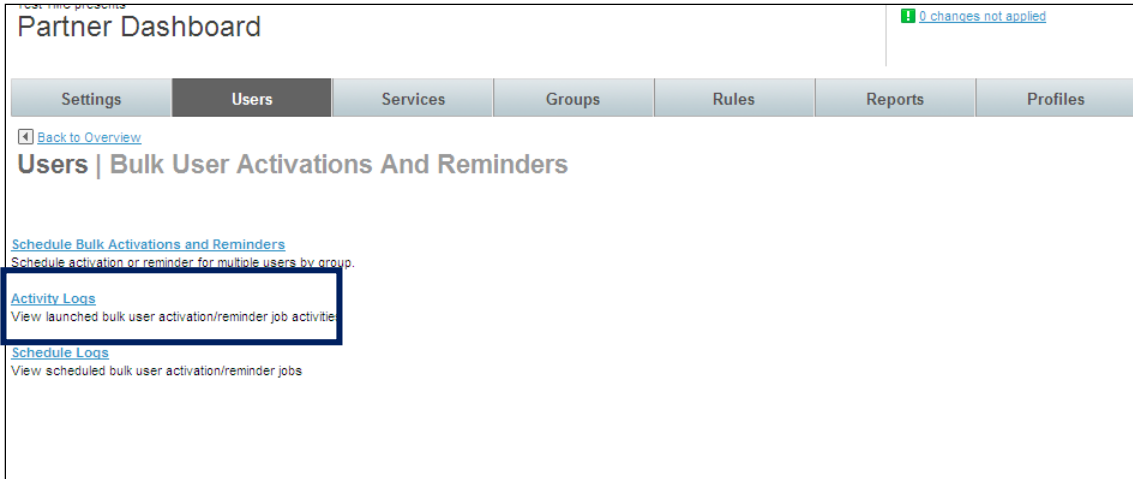 presents
Partner Dashboard
0 changes not applied
Settings Users Services Groups Rules Reports Profiles
Back to Overview
Users | Bulk User Activations And Reminders
Schedule Bulk Activations and Reminders
Schedule activation or reminder for multiple users by group.
Activity Logs
View launched bulk user activation/reminder job
Schedule Logs
View scheduled bulk user activation/reminder jobs